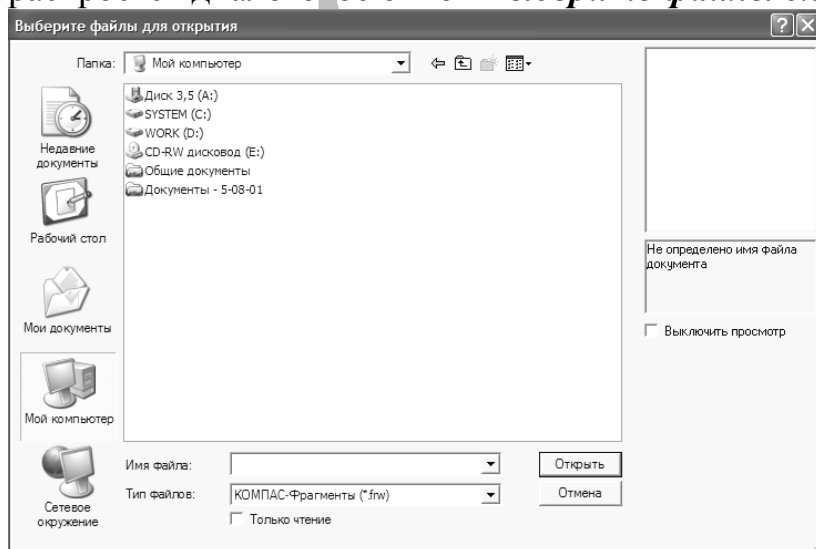 Выберите файлы для открытия
Папка: Мой компьютер
Диск 3,5 (A:)
SYSTEM (C:)
WORK (D:)
CD-RW дисковод (E:)
Общие документы
Документы - 5-08-01
Недавние
документы
Рабочий стол
Мои документы
Мой компьютер
Сетевое
окружение
Имя файла:
Тип файлов: КОМПАС-Фрагменты (*.frw)
Только чтение
Открыть
Отмена
Не определено имя файла
документа
Выключить просмотр